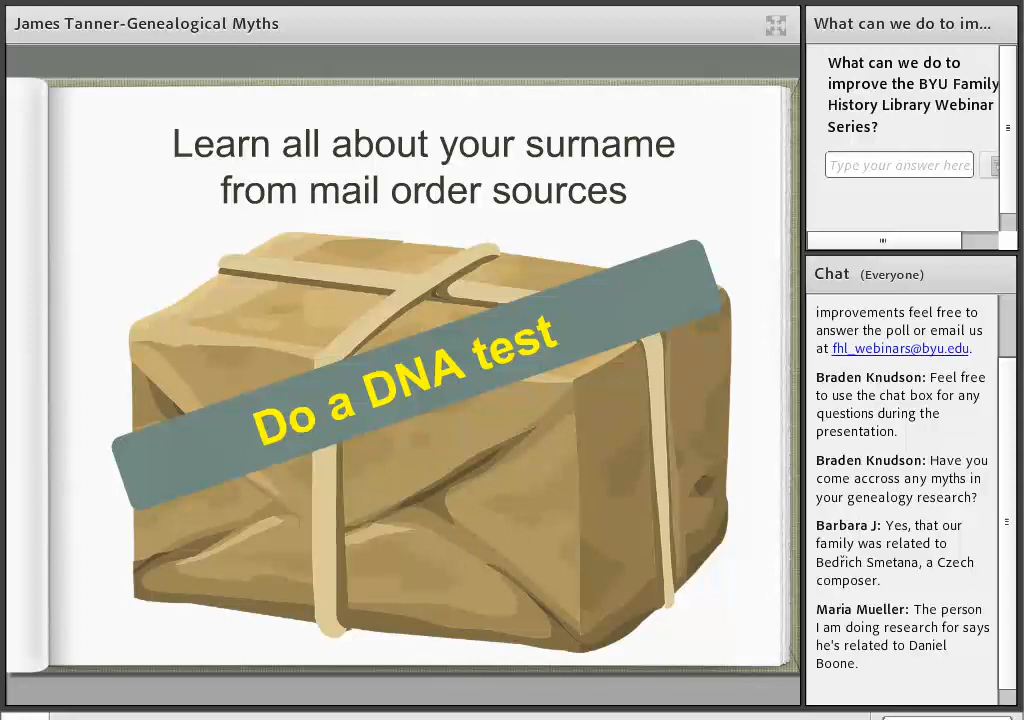 James Tanner-Genealogical Myths
Learn all about your surname
from mail order sources
Do a DNA test
What can we do to im...
What can we do to
improve the BYU Family
History Library Webinar
Series?
Type your answer here.
Chat (Everyone)
improvements feel free to
answer the poll or email us
at fhl_webinars@byu.edu.
Braden Knudson: Feel free
to use the chat box for any
questions during the
presentation.
Braden Knudson: Have you
come accross any myths in
your genealogy research?
Barbara J: Yes, that our
family was related to
Bedřich Smetana, a Czech
composer.
Maria Mueller: The person
I am doing research for says
he's related to Daniel
Boone.